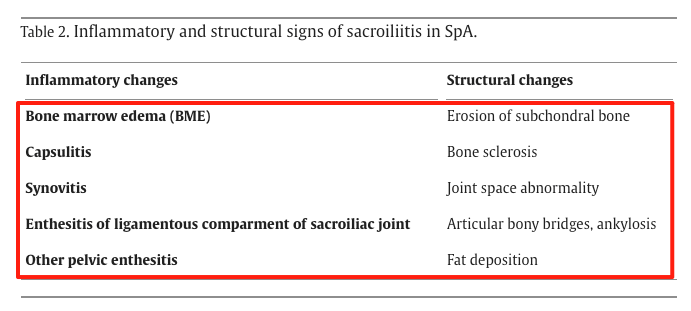 Table 2. Inflammatory and structural signs of sacroiliitis in SpA.
Inflammatory changes Structural changes
Bone marrow edema (BME) Erosion of subchondral bone
Capsulitis Bone sclerosis
Synovitis Joint space abnormality
Enthesitis of ligamentous comparment of sacroiliac joint Articular bony bridges, ankylosis
Other pelvic enthesitis Fat deposition